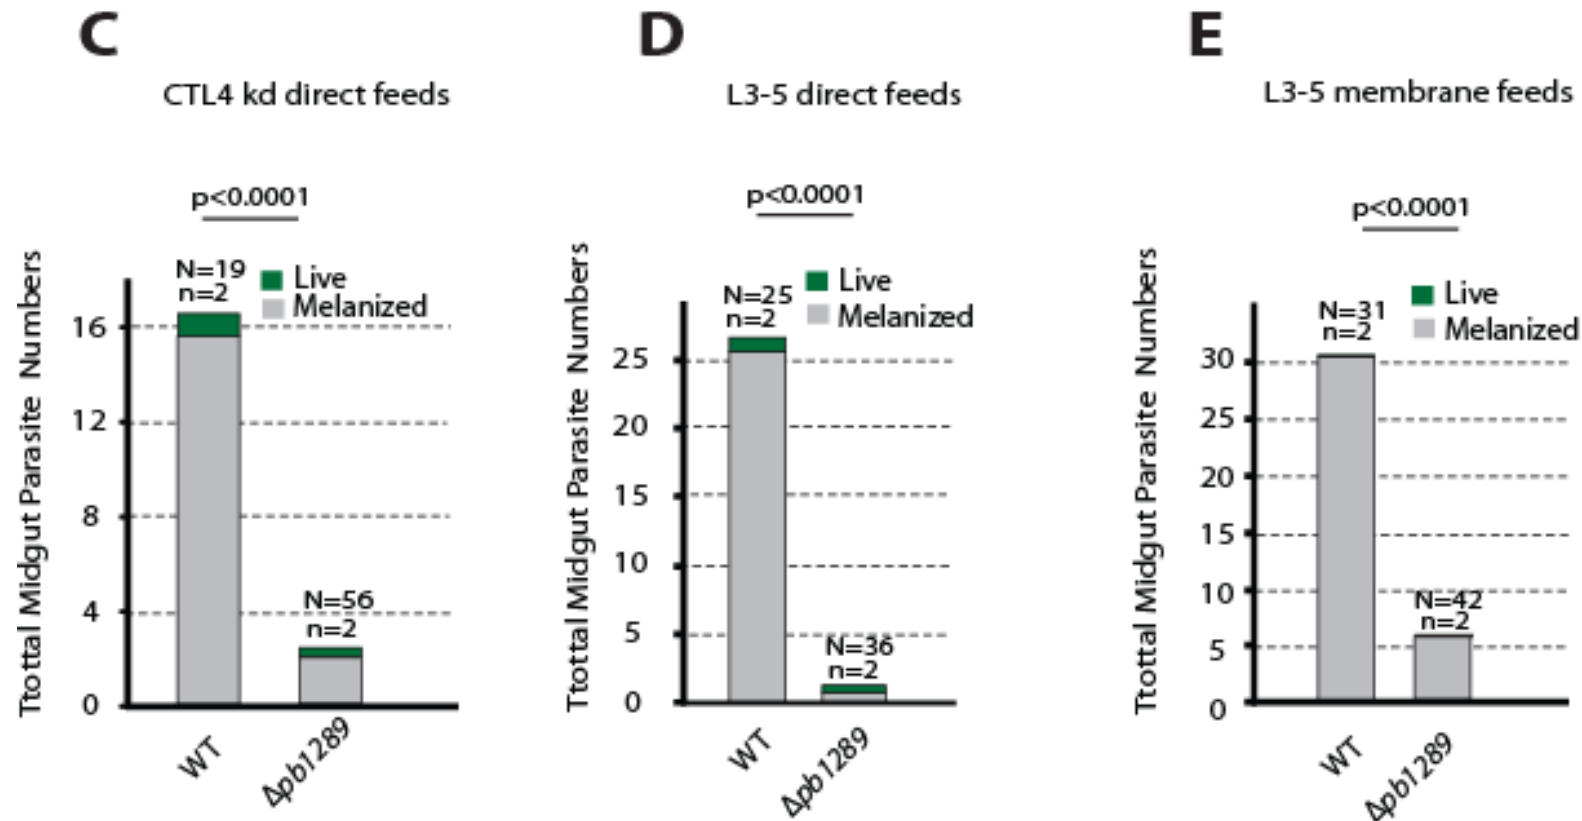 C
CTL4 kd direct feeds
p<0.0001
Ttottal Midgut Parasite Numbers
N=19
n=2
Live
Melanized
16
12
8
4
0
N=56
n=2
WT
Δpb1289
D
L3-5 direct feeds
p<0.0001
Ttottal Midgut Parasite Numbers
N=25
n=2
Live
Melanized
25
20
15
10
5
0
N=36
n=2
WT
Δpb1289
E
L3-5 membrane feeds
p<0.0001
Ttottal Midgut Parasite Numbers
N=31
n=2
Live
Melanized
30
25
20
15
10
5
0
N=42
n=2
WT
Δpb1289